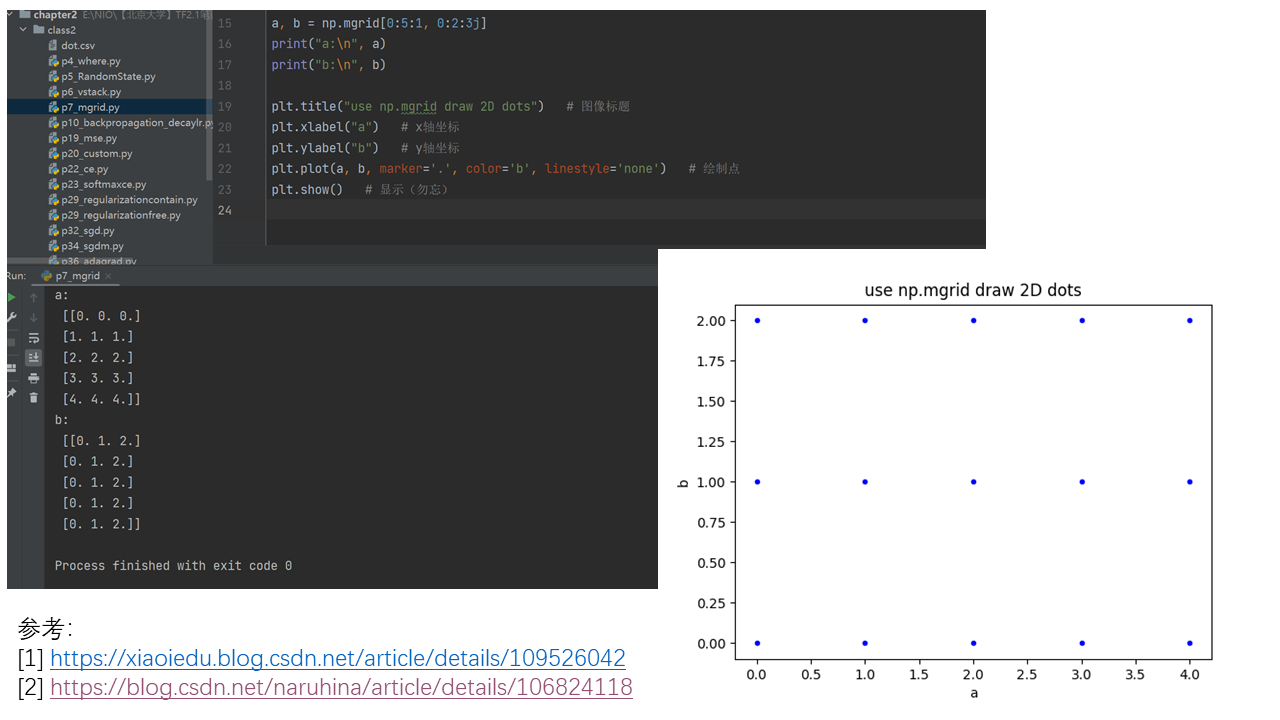 chapter2 E:\NIO\【北京大学】TF2.1笔
class2
dot.csv
p4_where.py
p5_RandomState.py
p6_vstack.py
p7_mgrid.py
p10_backpropagation_decaylr.py
p19_mse.py
p20_custom.py
p22_ce.py
p23_softmaxce.py
p29_regularizationcontain.py
p29_regularizationfree.py
p32_sgd.py
p34_sgdm.py
p36_adagrad.py
15 a, b = np.mgrid[0:5:1, 0:2:3j]
16 print("a:\n", a)
17 print("b:\n", b)
18
19 plt.title("use np.mgrid draw 2D dots") # 图像标题
20 plt.xlabel("a") # x轴坐标
21 plt.ylabel("b") # y轴坐标
22 plt.plot(a, b, marker='.', color='b', linestyle='none') # 绘制点
23 plt.show() # 显示（勿忘）
24
Run: p7_mgrid ×
a:
[[0. 0. 0.]
[1. 1. 1.]
[2. 2. 2.]
[3. 3. 3.]
[4. 4. 4.]]
b:
[[0. 1. 2.]
[0. 1. 2.]
[0. 1. 2.]
[0. 1. 2.]
[0. 1. 2.]]
Process finished with exit code 0
use np.mgrid draw 2D dots
2.00
1.75
1.50
1.25
1.00
0.75
0.50
0.25
0.00
b
0.0 0.5 1.0 1.5 2.0 2.5 3.0 3.5 4.0
a
参考：
[1] https://xiaoiedu.blog.csdn.net/article/details/109526042
[2] https://blog.csdn.net/naruhina/article/details/106824118